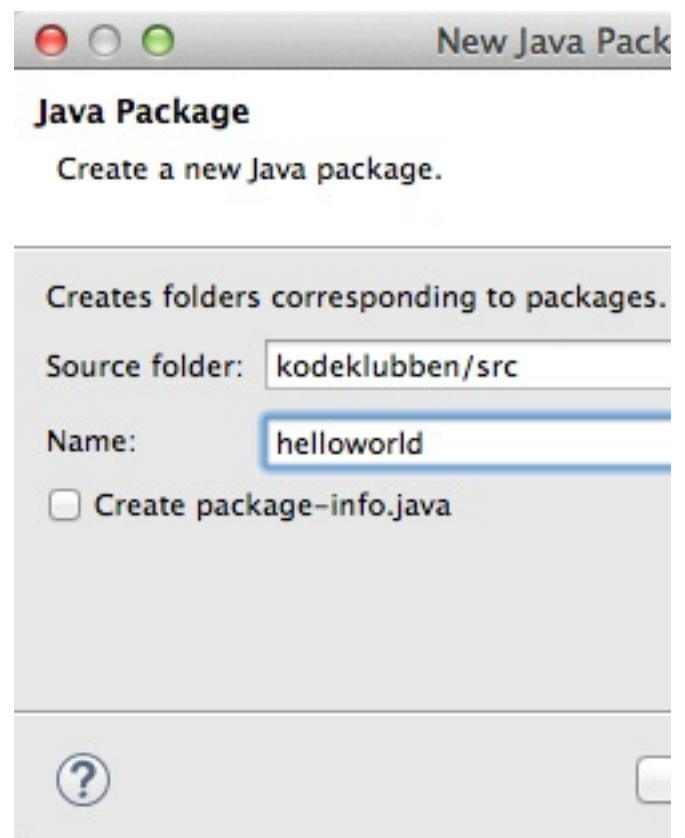 New Java Pack
Java Package
Create a new Java package.
Creates folders corresponding to packages.
Source folder: kodeklubben/src
Name: helloworld
Create package-info.java
?